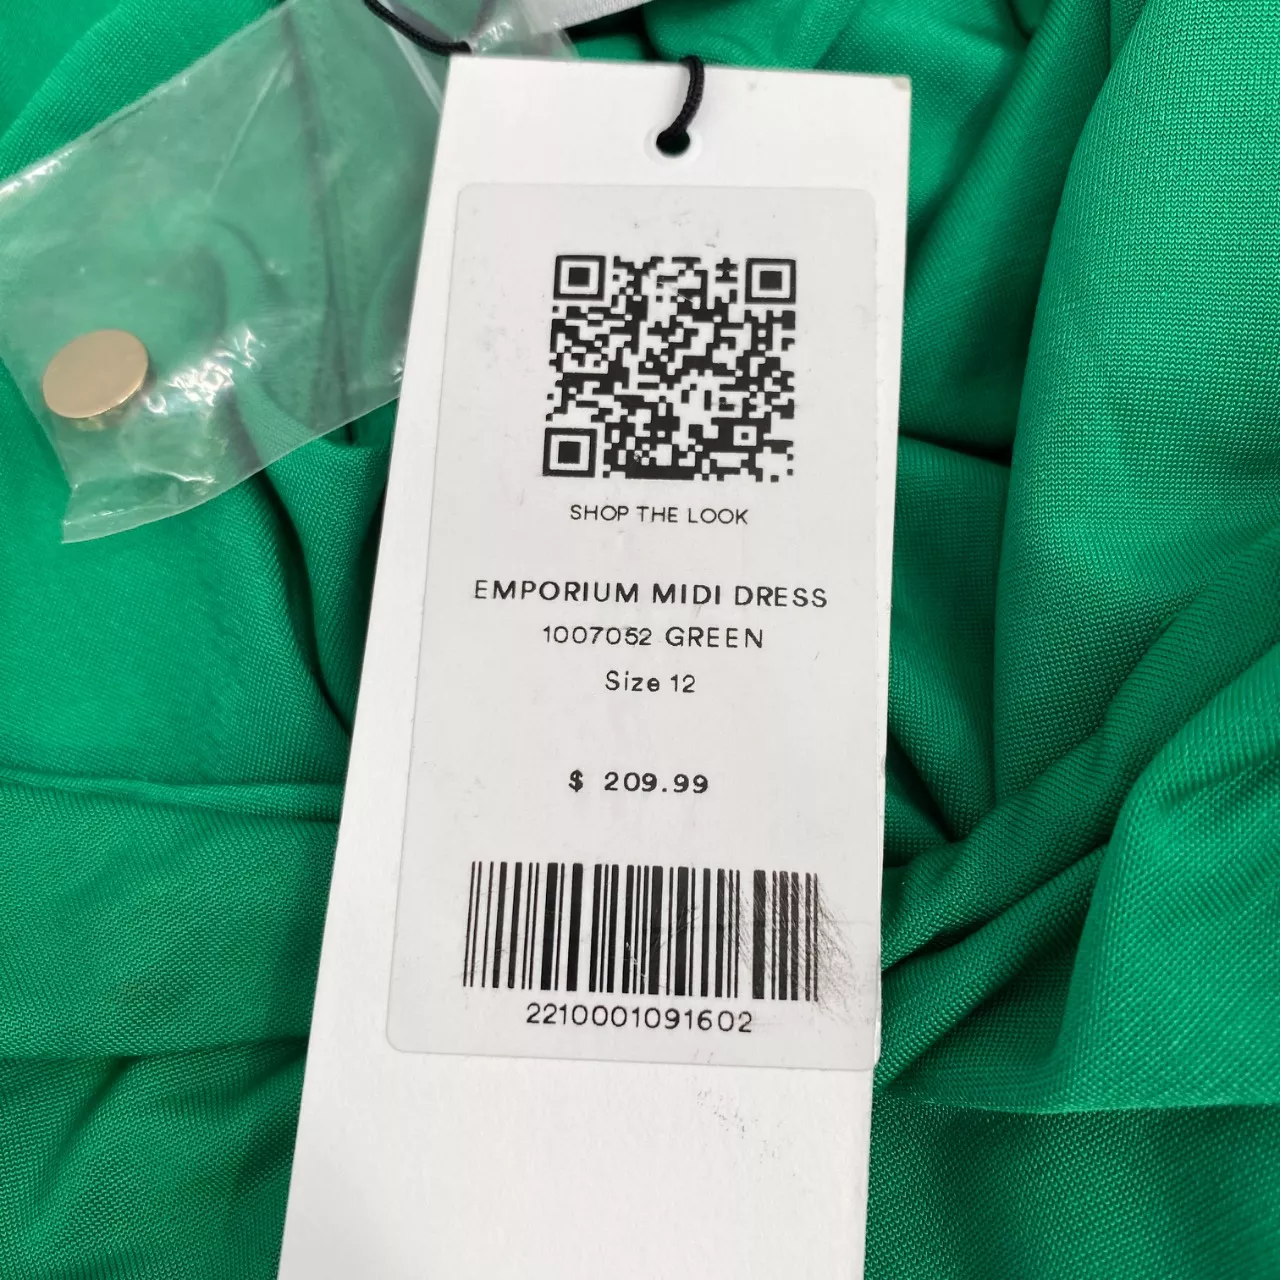 SHOP THE LOOK
EMPORIUM MIDI DRESS
1007052 GREEN
Size 12
$ 209.99
2210001091602